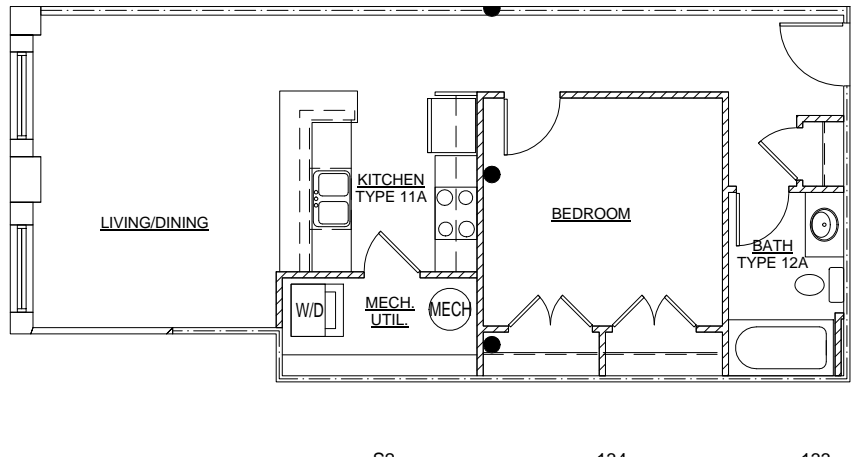 KITCHEN
TYPE 11A
LIVING/DINING
BEDROOM
BATH
TYPE 12A
W/D
MECH.
UTIL.
MECH